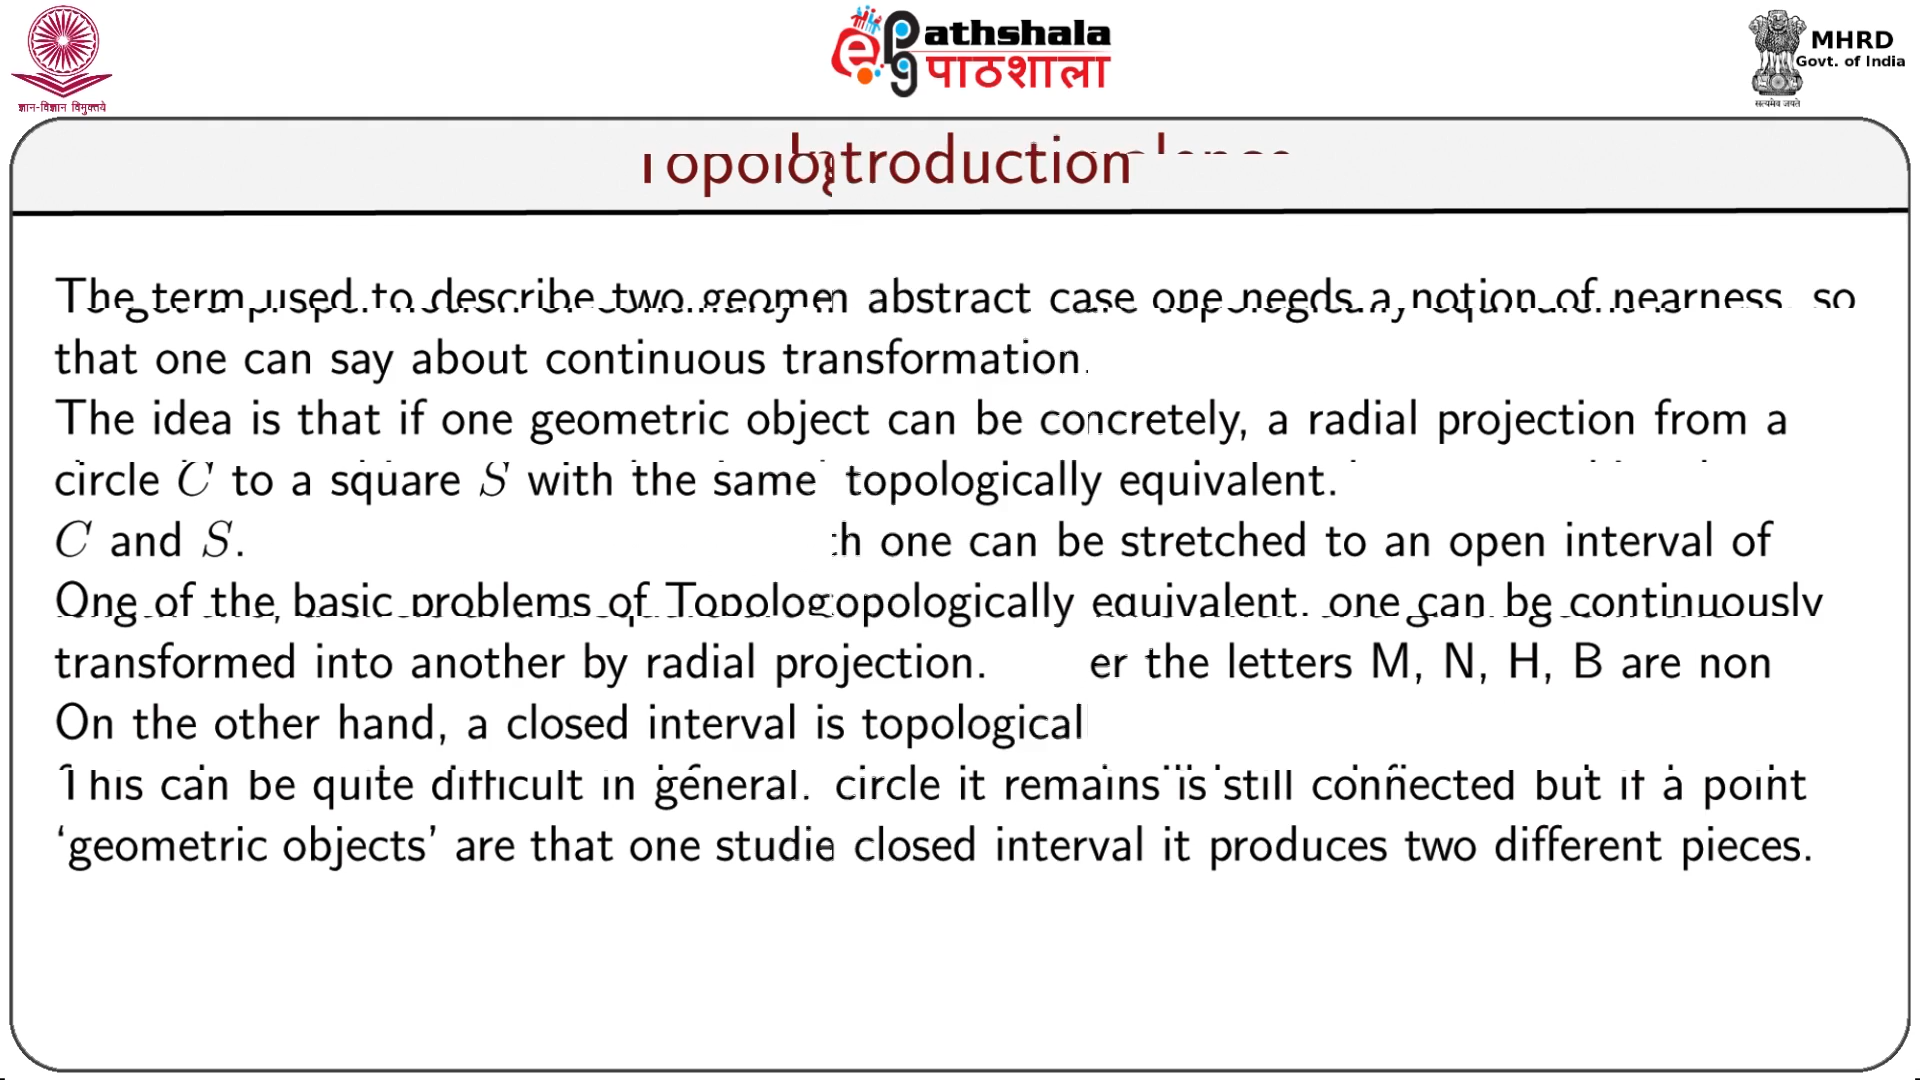 ज्ञान-विज्ञान विमुक्तये
e Pg Pathshala
पाठशाला
MHRD
Govt. of India
सत्यमेव जयते
Introduction
The term used to describe two abstract case one needs a notion of nearness, so
that one can say about continuous transformation.
The idea is that if one geometric object can be concretely, a radial projection from a
circle C to a square S with the same topologically equivalent.
C and S.
one can be stretched to an open interval of
One of the basic problems of equivalent, one can be continuously
transformed into another by radial projection. er the letters M, N, H, B are non
On the other hand, a closed interval is topological
This can be quite difficult in general. circle it remains is still connected but if a point
‘geometric objects’ are that one studie closed interval it produces two different pieces.